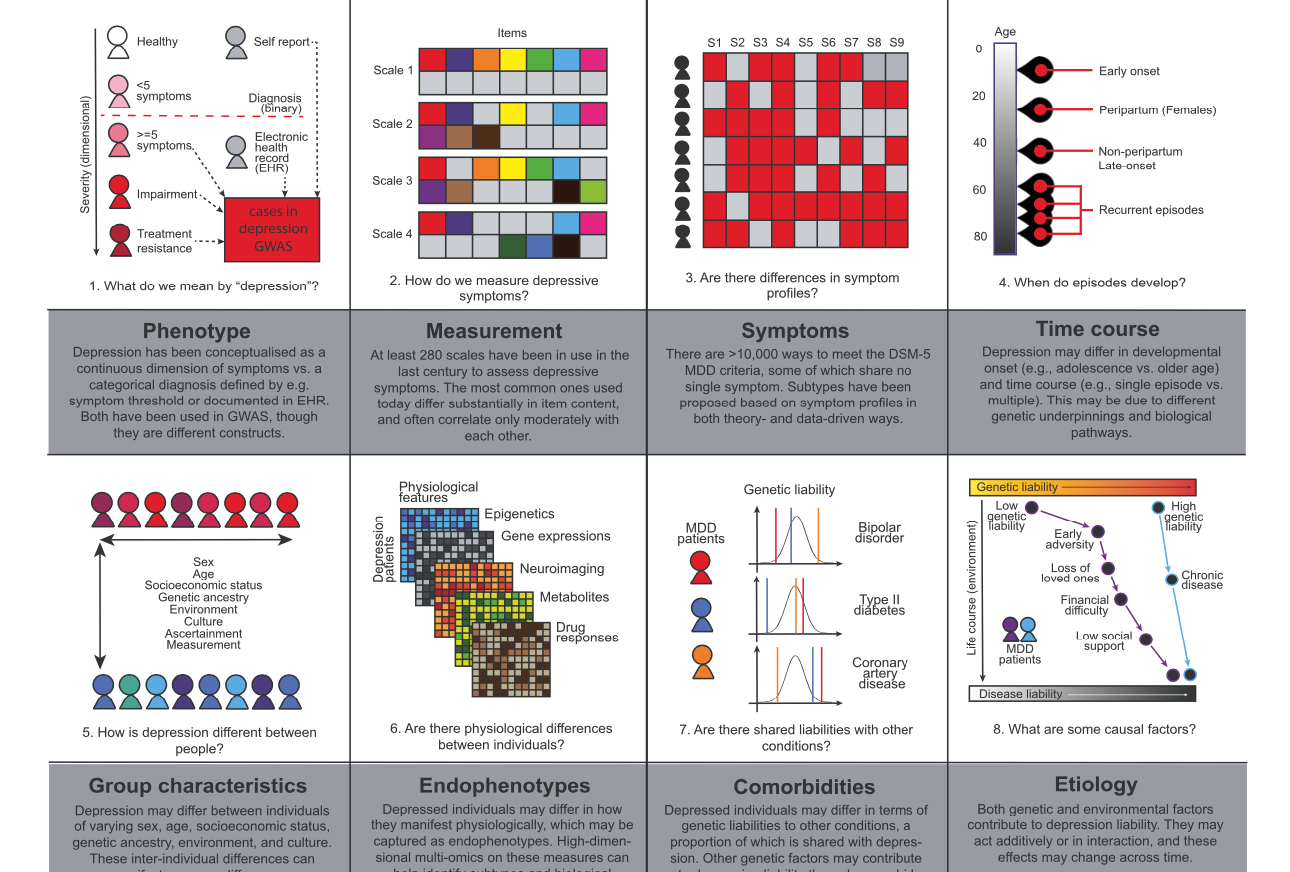 Healthy
Self report
<5
symptoms
Diagnosis
(binary)
>=5
symptoms
Electronic
health
record
(EHR)
Severity (dimensional)
Impairment
Treatment
resistance
cases in
depression
GWAS
1. What do we mean by “depression”?
Items
Scale 1
Scale 2
Scale 3
Scale 4
2. How do we measure depressive
symptoms?
S1 S2 S3 S4 S5 S6 S7 S8 S9
3. Are there differences in symptom
profiles?
Age
0
20
40
60
80
Early onset
Peripartum (Females)
Non-peripartum
Late-onset
Recurrent episodes
4. When do episodes develop?
Phenotype
Depression has been conceptualised as a
continuous dimension of symptoms vs. a
categorical diagnosis defined by e.g.
symptom threshold or documented in EHR.
Both have been used in GWAS, though
they are different constructs.
Measurement
At least 280 scales have been in use in the
last century to assess depressive
symptoms. The most common ones used
today differ substantially in item content,
and often correlate only moderately with
each other.
Symptoms
There are >10,000 ways to meet the DSM-5
MDD criteria, some of which share no
single symptom. Subtypes have been
proposed based on symptom profiles in
both theory- and data-driven ways.
Time course
Depression may differ in developmental
onset (e.g., adolescence vs. older age)
and time course (e.g., single episode vs.
multiple). This may be due to different
genetic underpinnings and biological
pathways.
Sex
Age
Socioeconomic status
Genetic ancestry
Environment
Culture
Ascertainment
Measurement
5. How is depression different between
people?
Physiological
features
Depression
patients
Epigenetics
Gene expressions
Neuroimaging
Metabolites
Drug
responses
6. Are there physiological differences
between individuals?
Genetic liability
MDD
patients
Bipolar
disorder
Type II
diabetes
Coronary
artery
disease
7. Are there shared liabilities with other
conditions?
Genetic liability
Low
genetic
liability
High
genetic
liability
Early
adversity
Loss of
loved ones
Chronic
disease
Financial
difficulty
Low social
support
Life course (environment)
MDD
patients
Disease liability
8. What are some causal factors?
Group characteristics
Depression may differ between individuals
of varying sex, age, socioeconomic status,
genetic ancestry, environment, and culture.
These inter-individual differences can
Endophenotypes
Depressed individuals may differ in how
they manifest physiologically, which may be
captured as endophenotypes. High-dimen-
sional multi-omics on these measures can
Comorbidities
Depressed individuals may differ in terms of
genetic liabilities to other conditions, a
proportion of which is shared with depres-
sion. Other genetic factors may contribute
Etiology
Both genetic and environmental factors
contribute to depression liability. They may
act additively or in interaction, and these
effects may change across time.